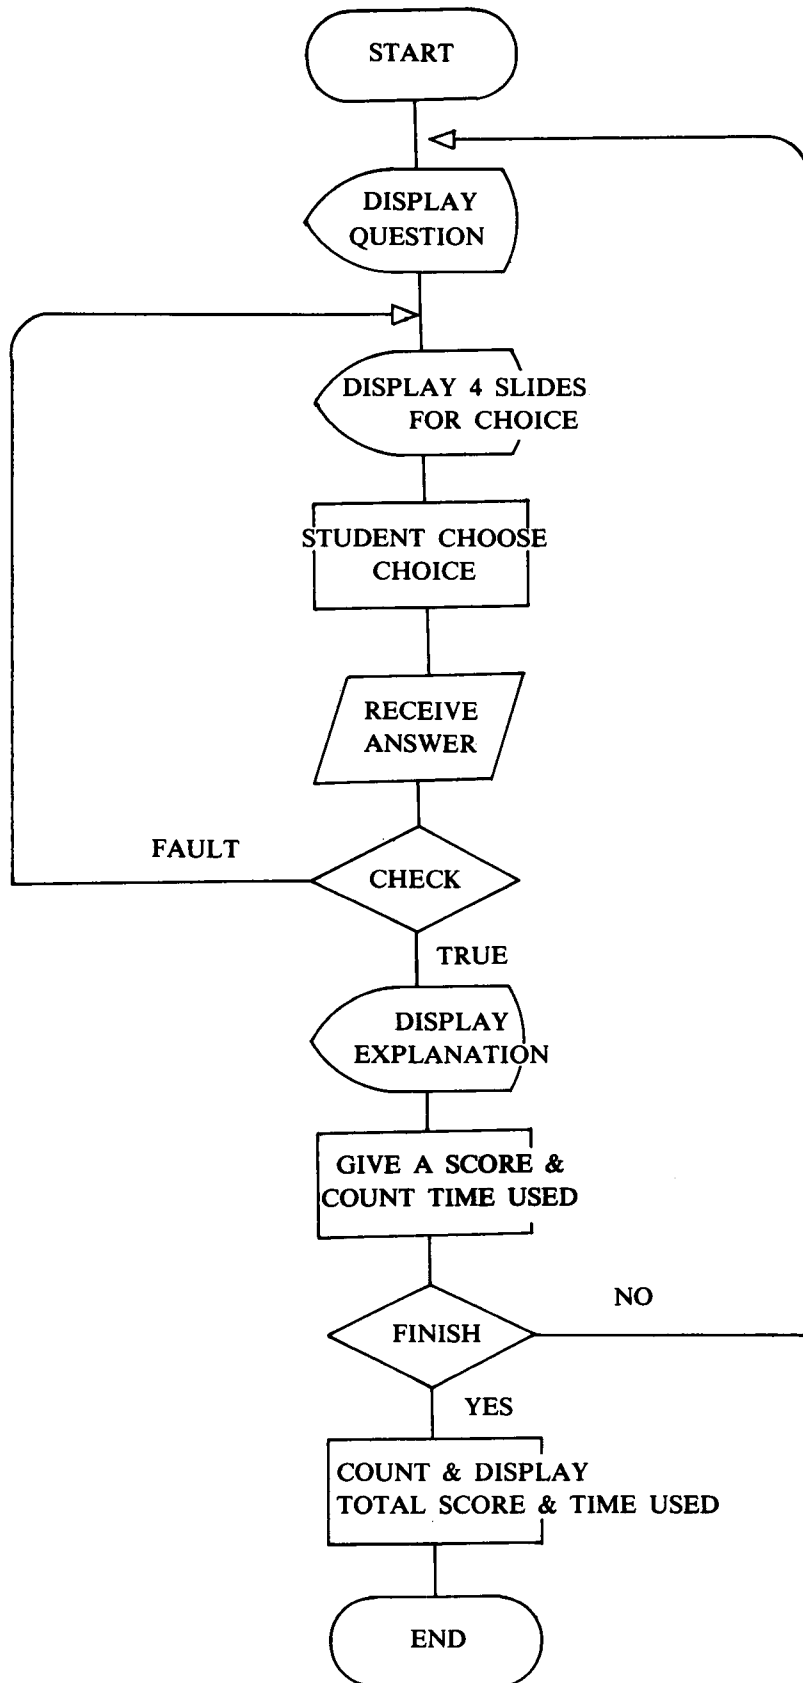 START
DISPLAY
QUESTION
DISPLAY 4 SLIDES
FOR CHOICE
STUDENT CHOOSE
CHOICE
RECEIVE
ANSWER
FAULT
CHECK
TRUE
DISPLAY
EXPLANATION
GIVE A SCORE &
COUNT TIME USED
NO
FINISH
YES
COUNT & DISPLAY
TOTAL SCORE & TIME USED
END